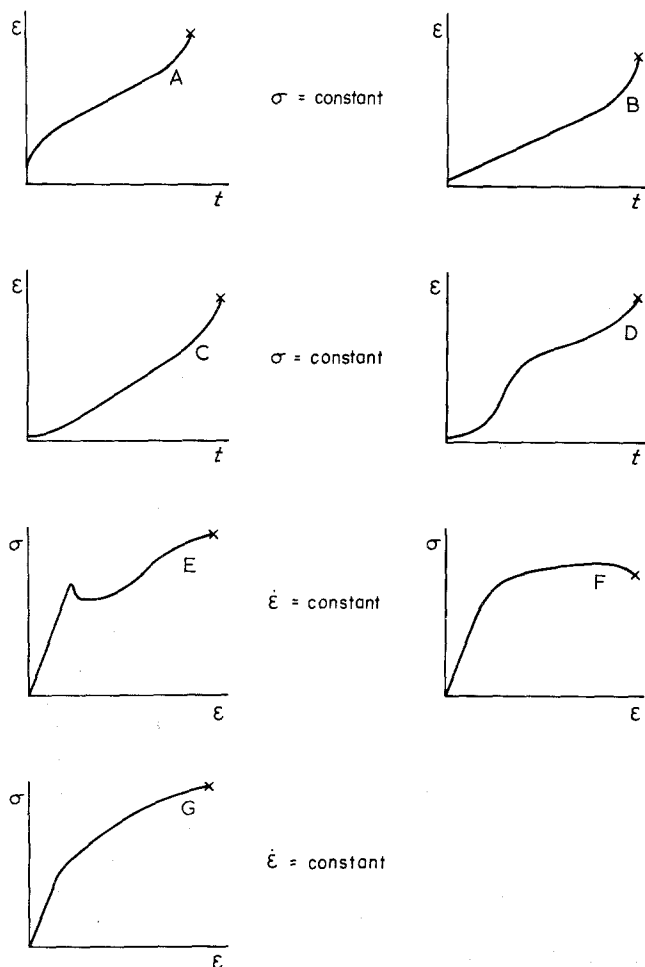 ε
A
t
σ = constant
ε
B
t
ε
C
t
σ = constant
ε
D
t
σ
E
ε
ε̇ = constant
σ
F
ε
σ
G
ε
ε̇ = constant